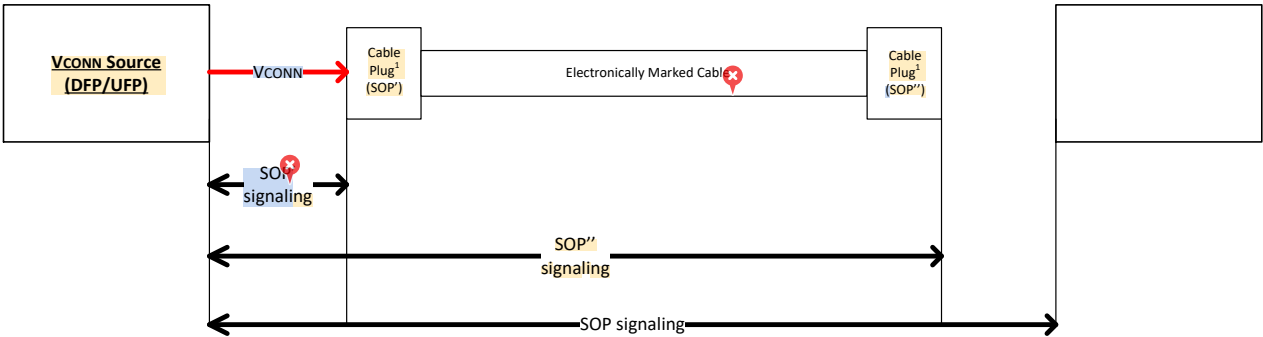 VCONN Source
(DFP/UFP)
VCONN
Cable
Plug¹
(SOP')
Electronically Marked Cable
Cable
Plug¹
(SOP'')
signaling
SOP''
signaling
SOP signaling